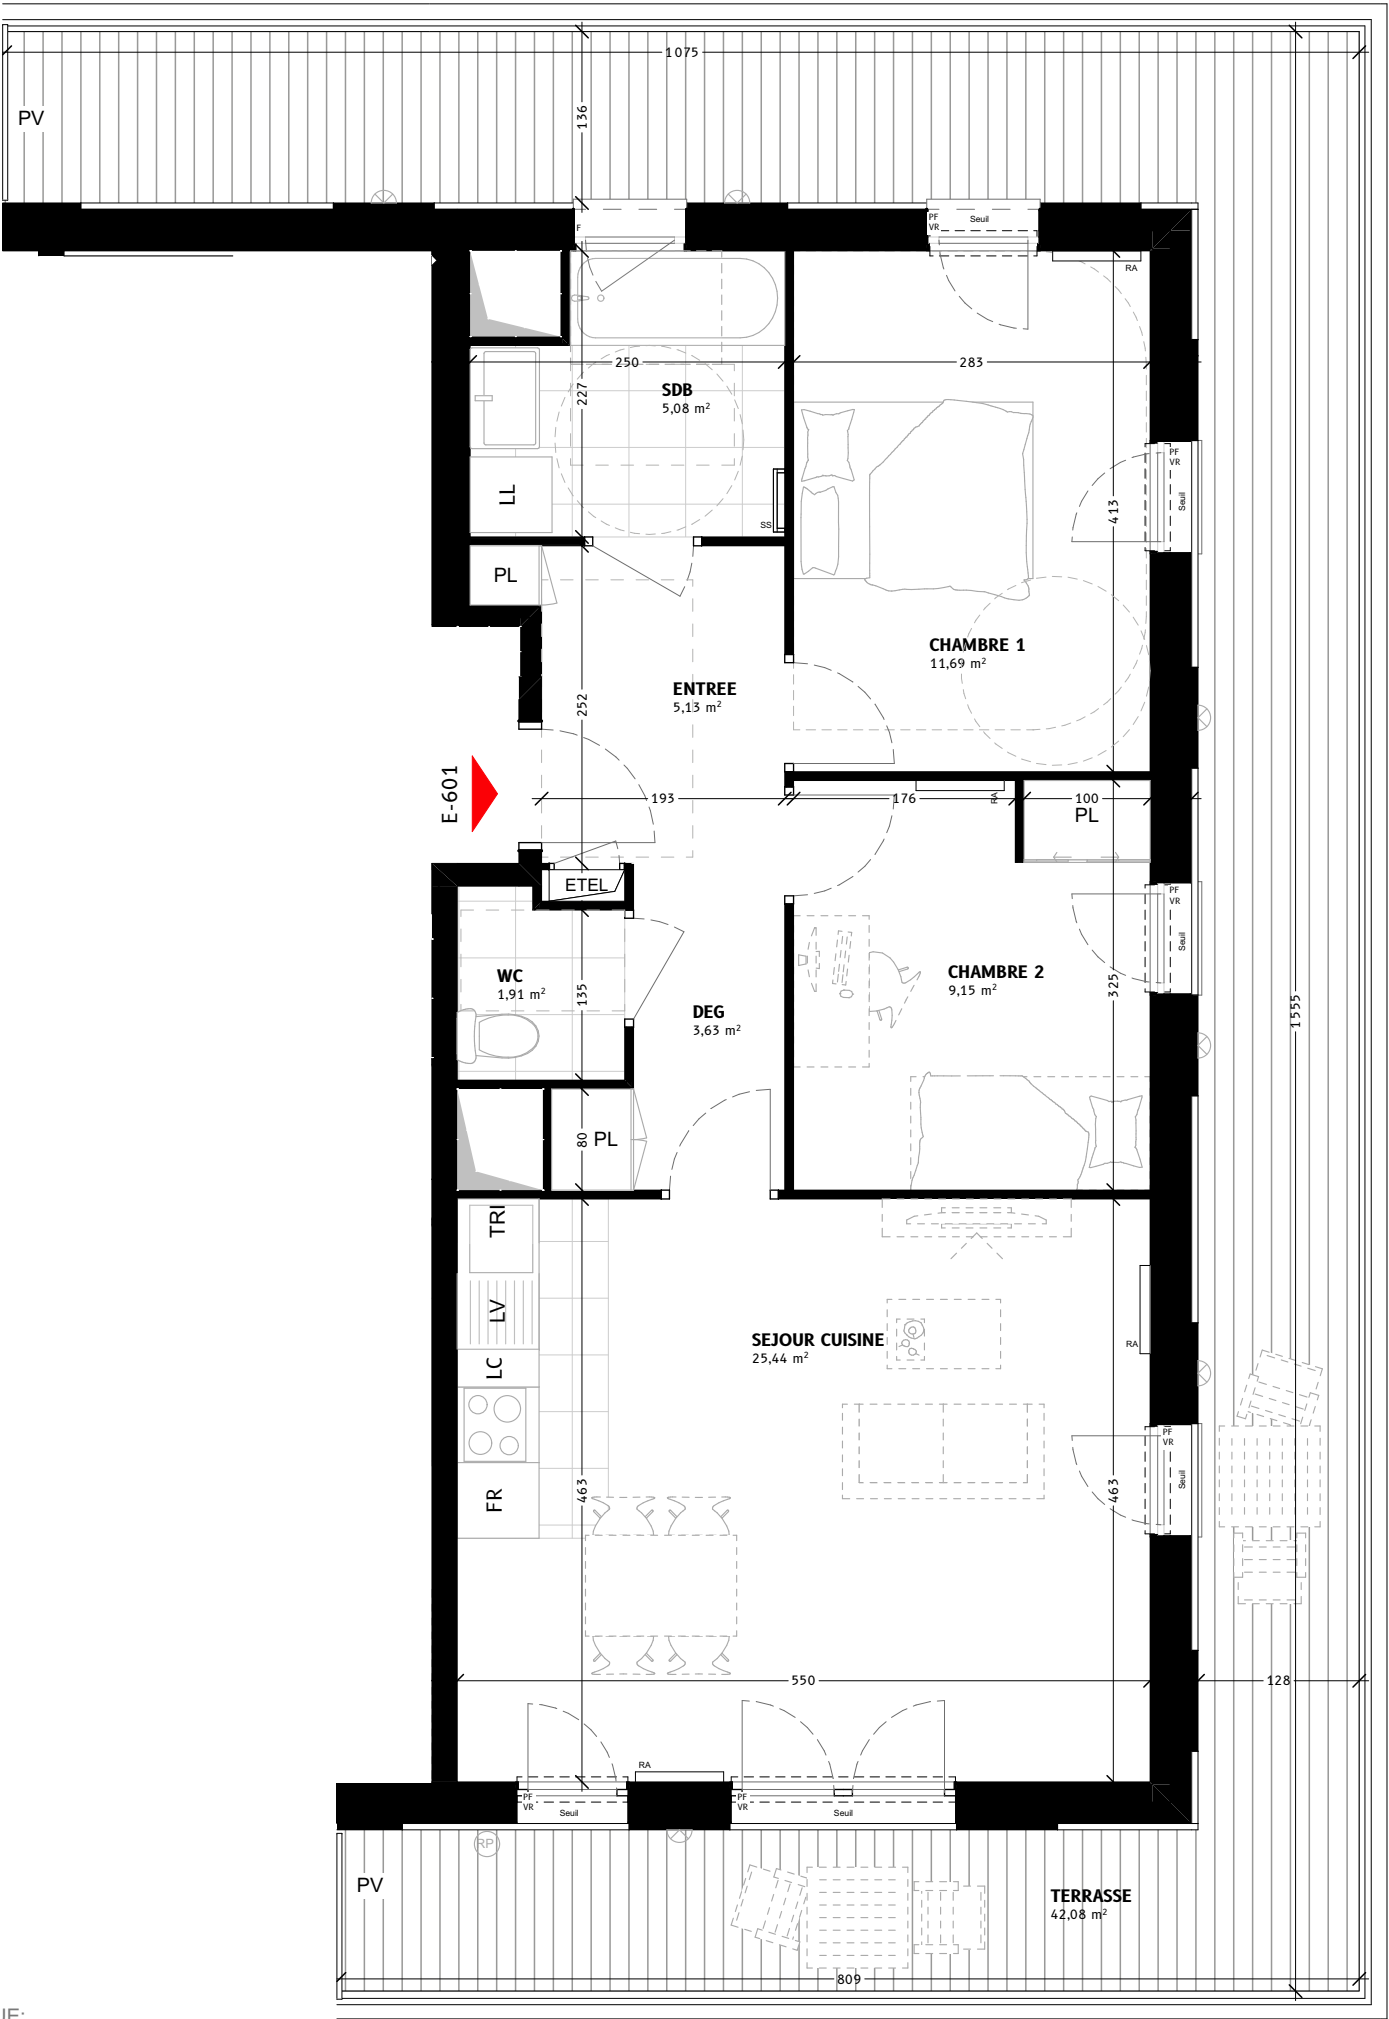 1075
PV
136
F
PF
VR
Seuil
RA
250
283
SDB
5,08 m²
227
PF
VR
Seuil
413
LL
SS
PL
CHAMBRE 1
11,69 m²
ENTREE
5,13 m²
252
E-601
193
176
RA
100
PL
ETEL
PF
VR
Seuil
WC
1,91 m²
135
CHAMBRE 2
9,15 m²
325
DEG
3,63 m²
1555
80
PL
TRI
LV
SEJOUR CUISINE
25,44 m²
RA
LC
PF
VR
Seuil
FR
463
463
550
128
RA
PF
VR
Seuil
PF
VR
Seuil
RP
PV
TERRASSE
42,08 m²
809
IE: